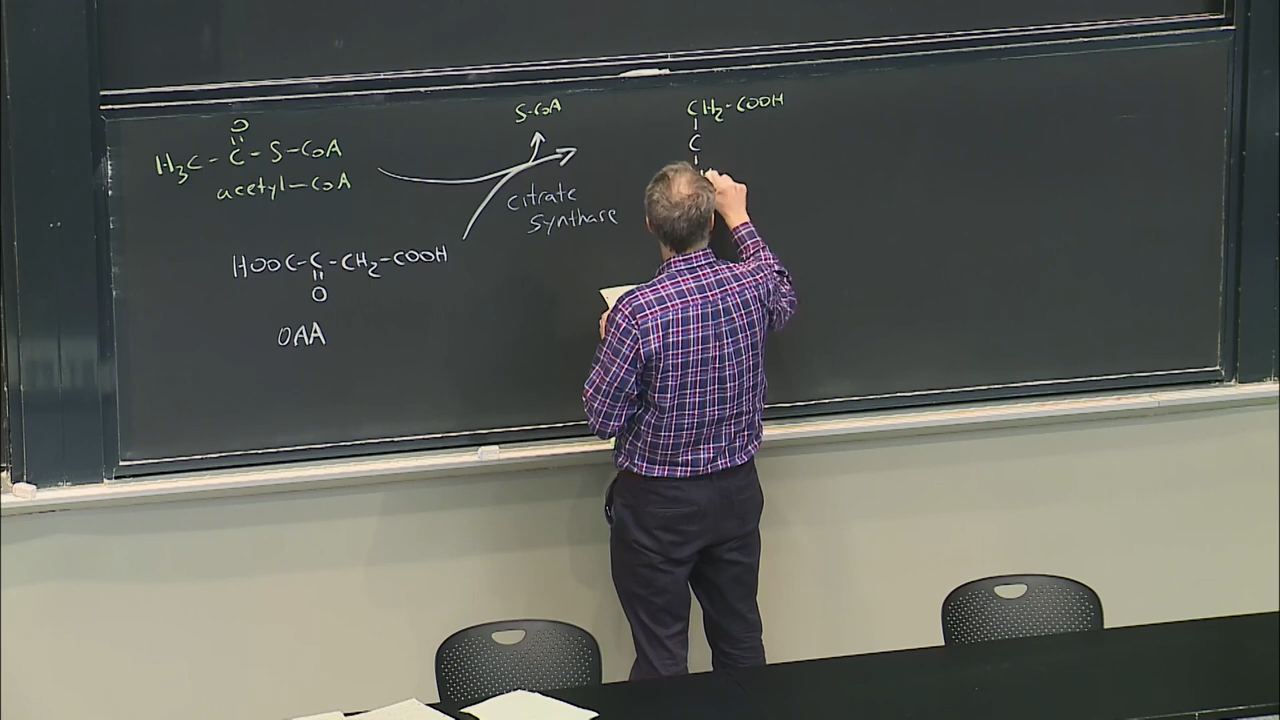 O
H₃C-C-S-CoA
acetyl-CoA
HOOC-C-CH₂-COOH
O
OAA
S-CoA
citrate
synthase
CH₂-COOH
C